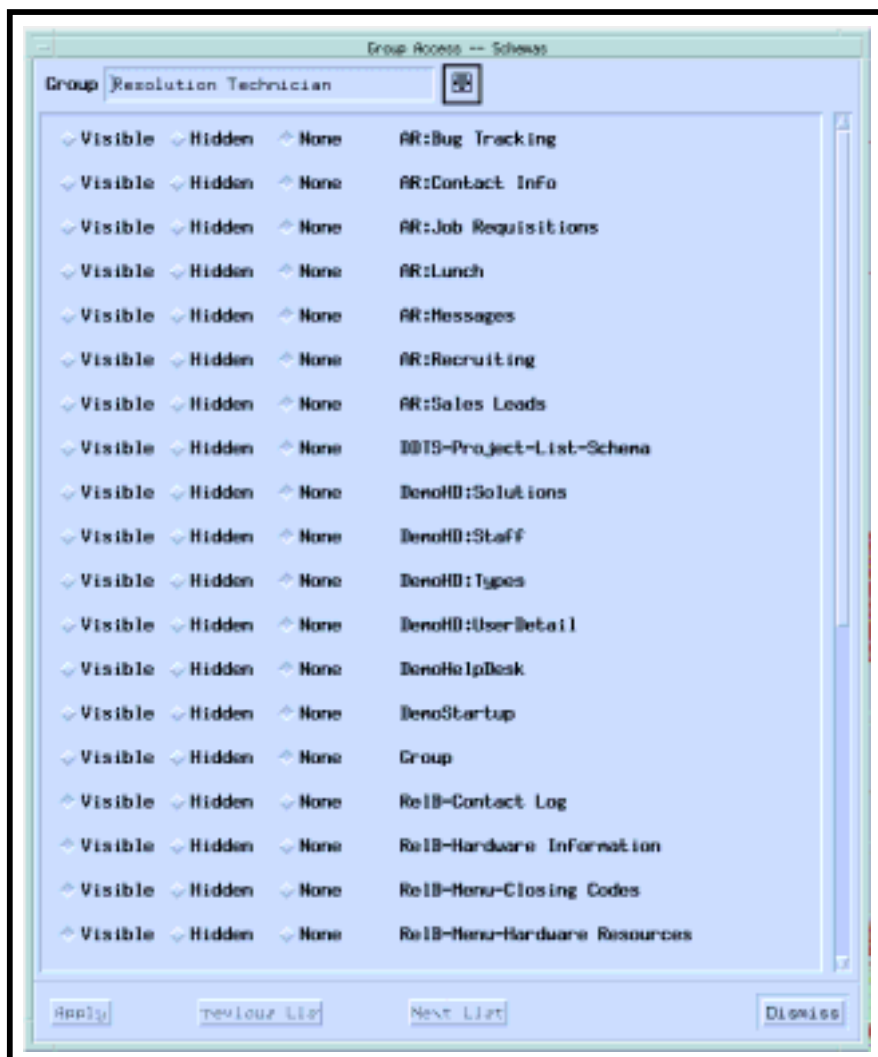 Group Access -- Schemas
Group Resolution Technician
Visible Hidden None AR:Bug Tracking
Visible Hidden None AR:Contact Info
Visible Hidden None AR:Job Requisitions
Visible Hidden None AR:Lunch
Visible Hidden None AR:Messages
Visible Hidden None AR:Recruiting
Visible Hidden None AR:Sales Leads
Visible Hidden None DDTS-Project-List-Schema
Visible Hidden None DemoHD:Solutions
Visible Hidden None DemoHD:Staff
Visible Hidden None DemoHD:Types
Visible Hidden None DemoHD:UserDetail
Visible Hidden None DemoHelpDesk
Visible Hidden None DemoStartup
Visible Hidden None Group
Visible Hidden None RelB-Contact Log
Visible Hidden None RelB-Hardware Information
Visible Hidden None RelB-Menu-Closing Codes
Visible Hidden None RelB-Menu-Hardware Resources
Apply revious Lis Next List Dismiss